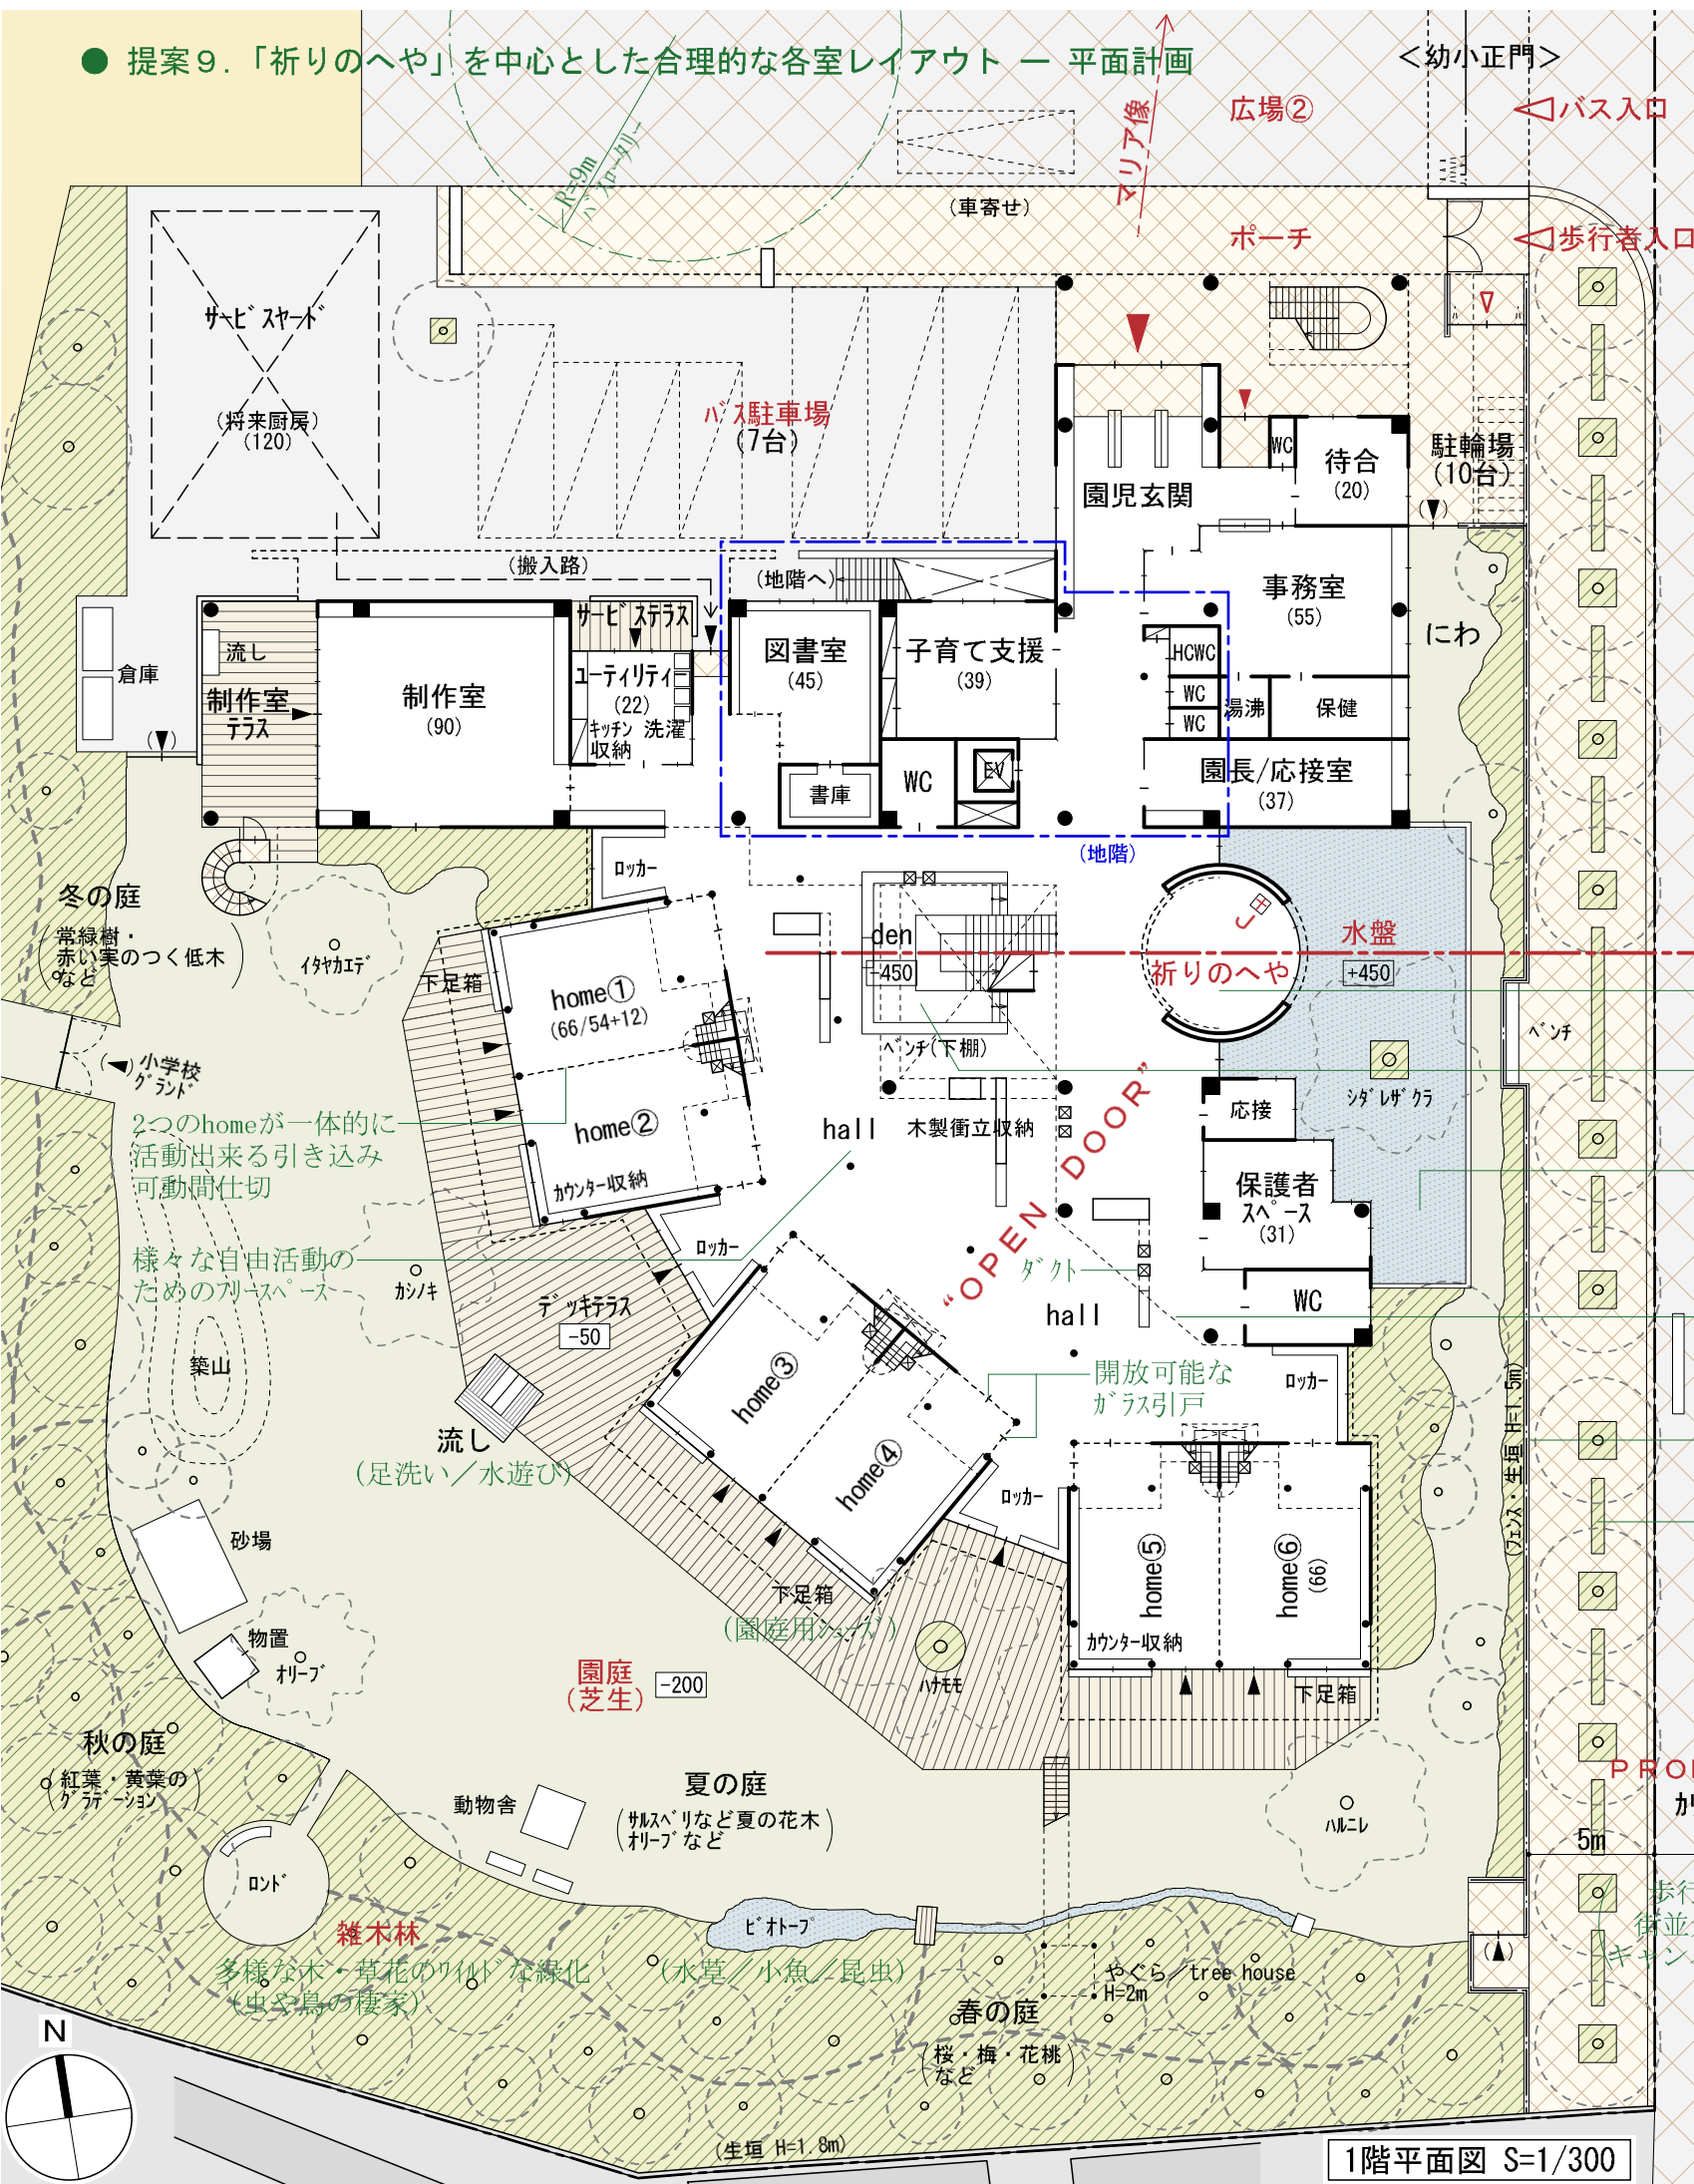 ● 提案９.「祈りのへや」を中心とした合理的な各室レイアウト ー 平面計画
＜幼小正門＞
広場②
バス入口
マリア像
R=9m
バスロータリー
(車寄せ)
ポーチ
歩行者入口
サービスヤード
(将来厨房)
(120)
バス駐車場
(7台)
WC
待合
(20)
駐輪場
(10台)
園児玄関
(搬入路)
(地階へ)
事務室
(55)
にわ
サービステラス
図書室
(45)
子育て支援
(39)
HCWC
WC
WC
湯沸
保健
倉庫
流し
制作室
テラス
制作室
(90)
ユーティリティー
(22)
キッチン 洗濯
収納
書庫
WC
EV
園長/応接室
(37)
(地階)
ロッカー
冬の庭
常緑樹・
赤い実のつく低木
など
イタヤカエデ
下足箱
home①
(66/54+12)
den
-450
祈りのへや
水盤
+450
ベンチ
ベンチ(下棚)
小学校
グランド
2つのhomeが一体的に
活動出来る引き込み
可動間仕切
home②
カウンター収納
hall
木製衝立収納
応接
シダレザクラ
“OPEN DOOR”
保護者
スペース
(31)
様々な自由活動の
ためのフリースペース
カシノキ
ロッカー
ダクト
デッキテラス
-50
hall
WC
築山
home③
開放可能な
ガラス引戸
ロッカー
(フェンス・生垣 H=1.5m)
流し
(足洗い／水遊び)
home④
ロッカー
砂場
home⑤
home⑥
(66)
下足箱
(園庭用シューズ)
カウンター収納
物置
オリーブ
園庭
(芝生)
-200
ハナモモ
下足箱
秋の庭
紅葉・黄葉の
グラデーション
夏の庭
サルスベリなど夏の花木
オリーブなど
動物舎
ハルニレ
PRO
カ
5m
ロンド
雑木林
多様な木・草花のワイルドな緑化
(虫や鳥の棲家)
ビオトープ
(水草／小魚／昆虫)
やぐら／tree house
H=2m
歩行
街並
キャン
春の庭
桜・梅・花桃
など
N
(生垣 H=1.8m)
1階平面図 S=1/300